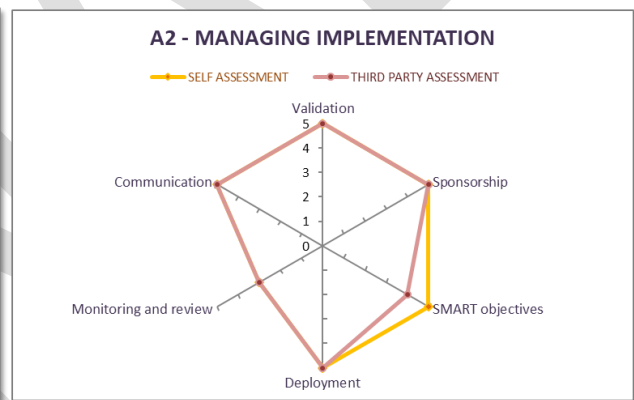 A2 - MANAGING IMPLEMENTATION
SELF ASSESSMENT THIRD PARTY ASSESSMENT
Validation
5
4
Communication Sponsorship
3
2
1
0
Monitoring and review SMART objectives
Deployment